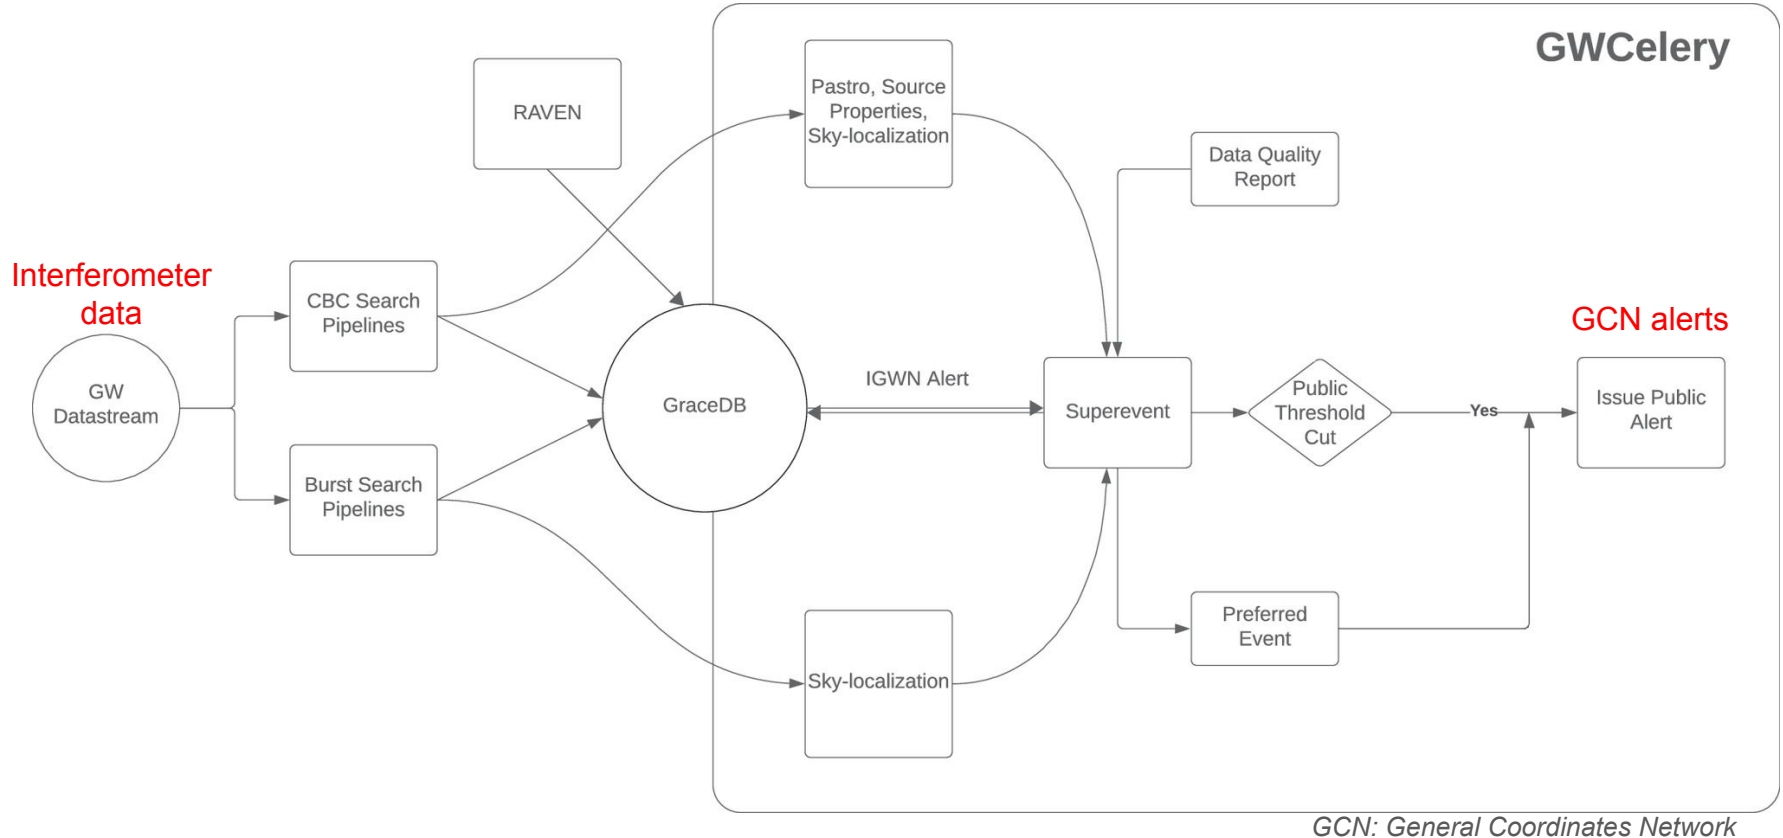 GWCelery
Pastro, Source
Properties,
Sky-localization
RAVEN
Data Quality
Report
Interferometer
data
CBC Search
Pipelines
GCN alerts
GW
Datastream
GraceDB
IGWN Alert
Superevent
Public
Threshold
Cut
Yes
Issue Public
Alert
Burst Search
Pipelines
Preferred
Event
Sky-localization
GCN: General Coordinates Network